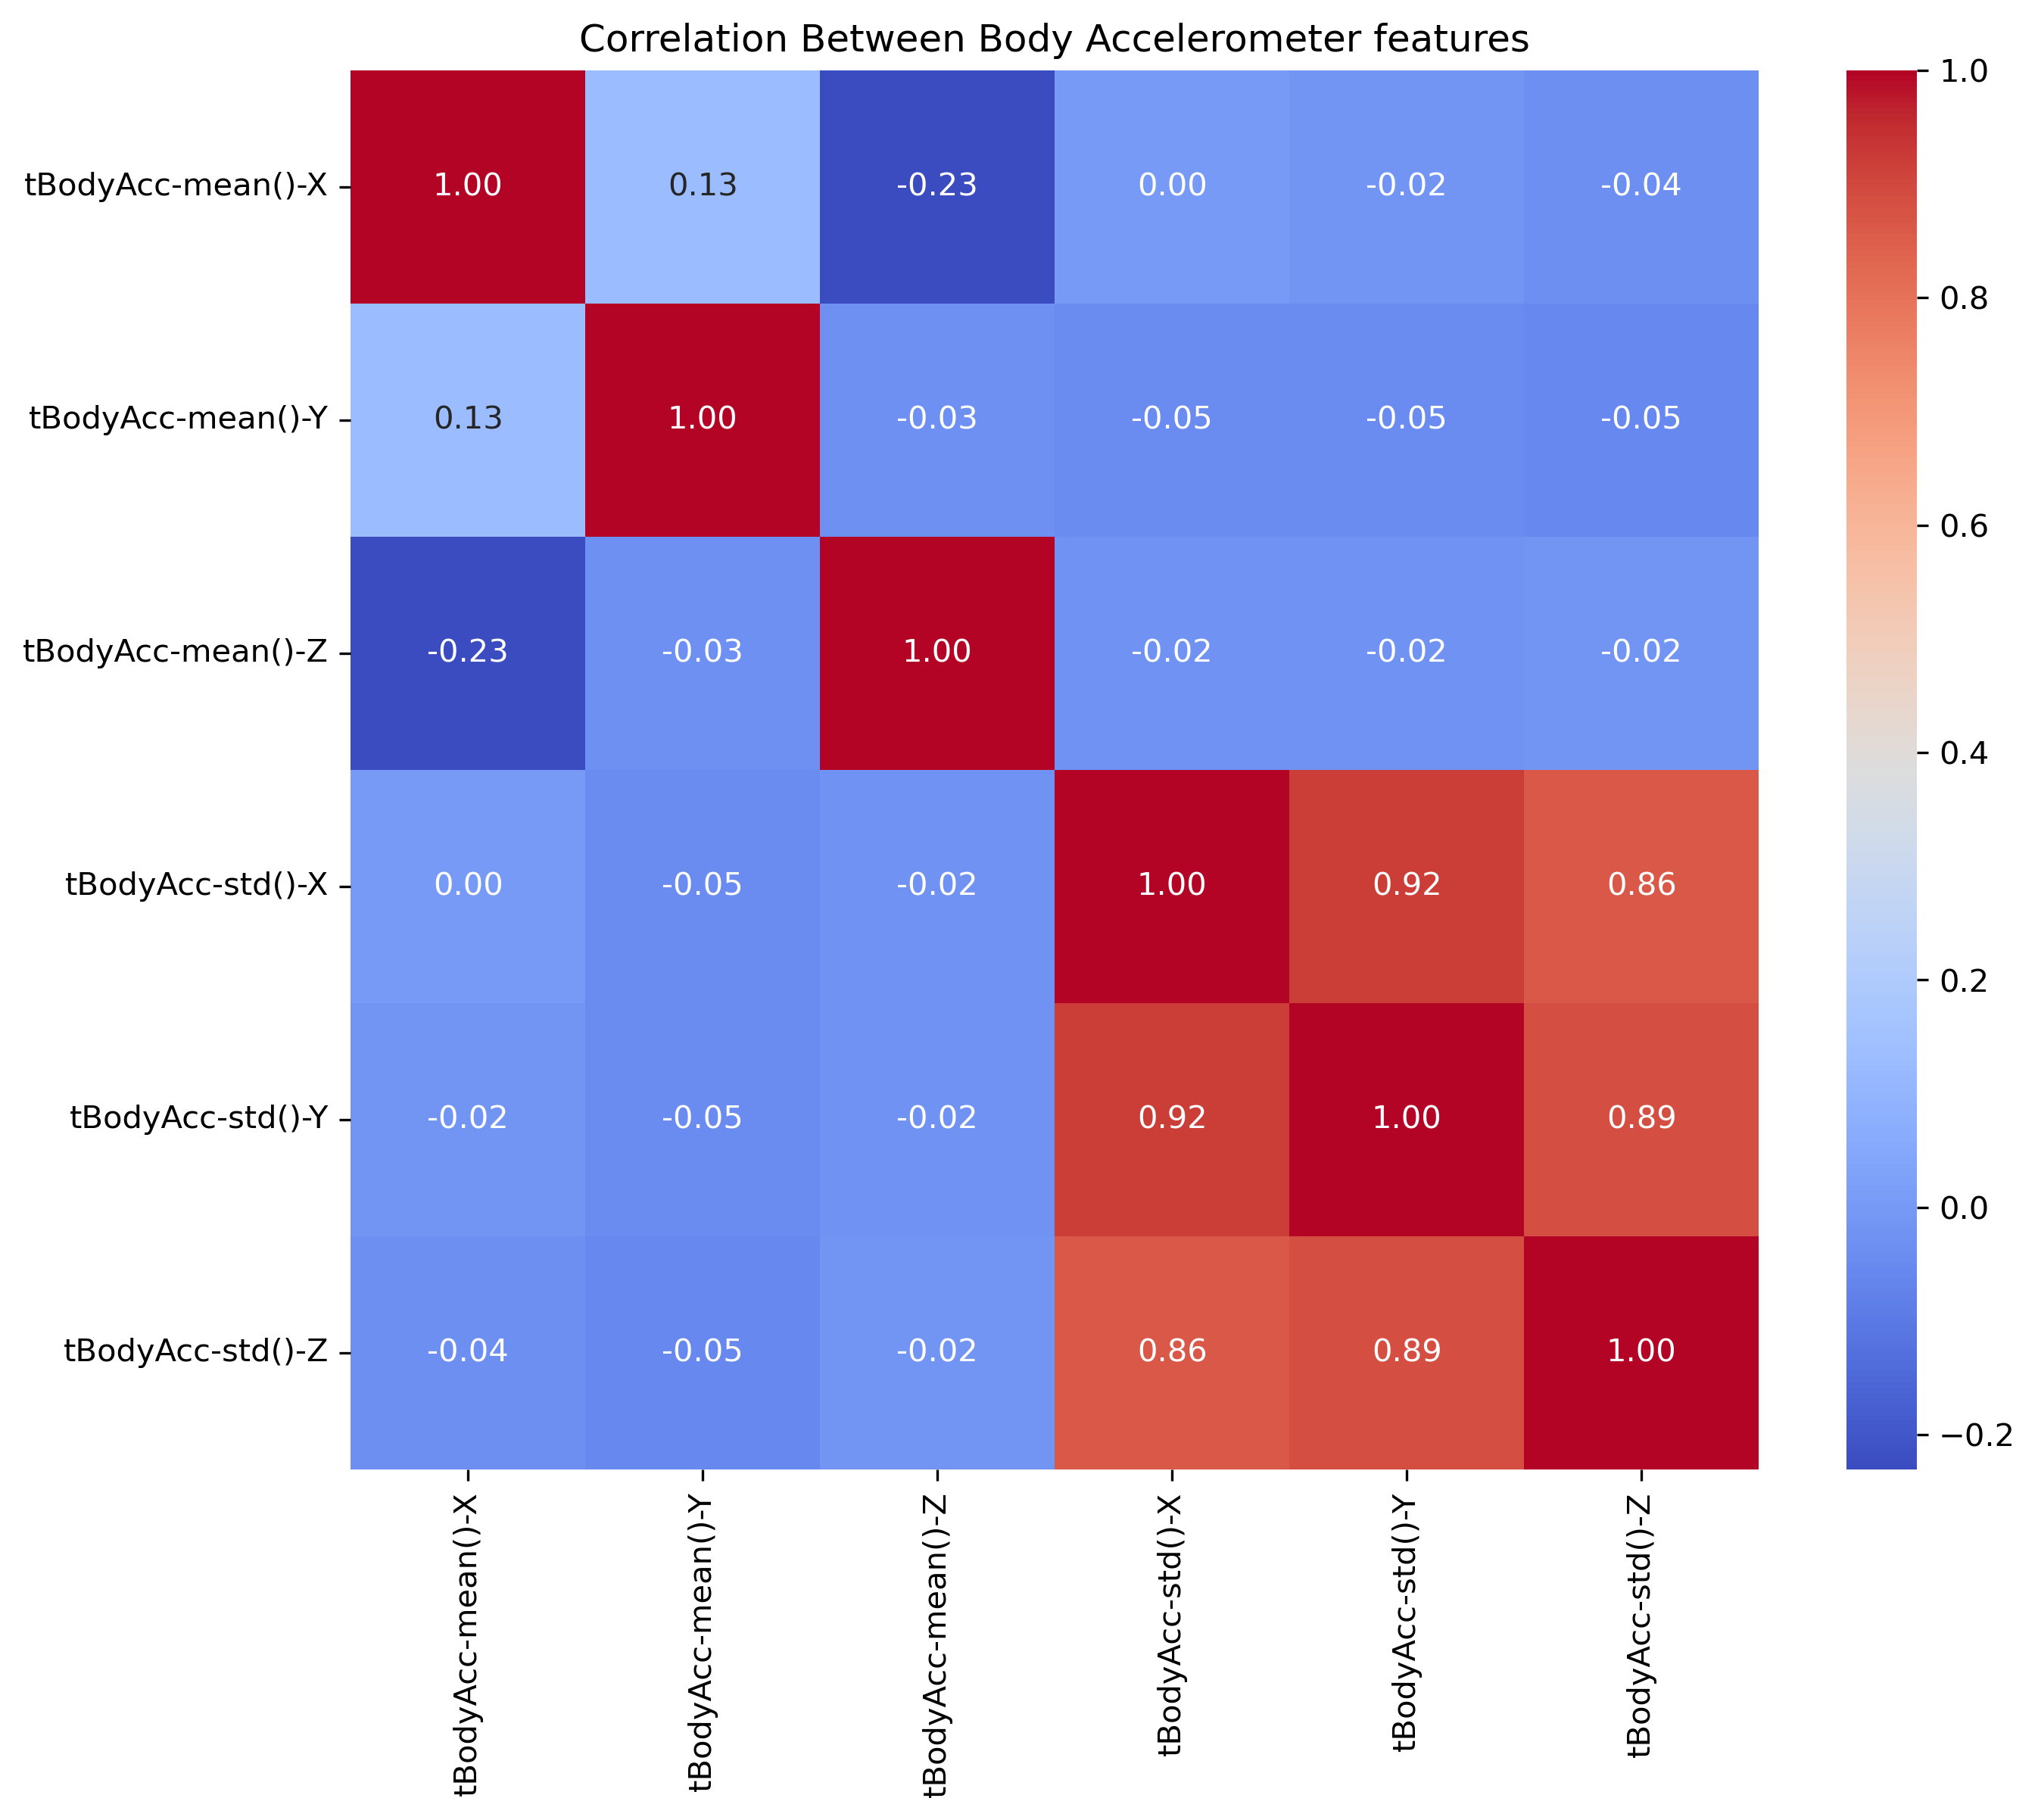 Correlation Between Body Accelerometer features
tBodyAcc-mean()-X 1.00 0.13 -0.23 0.00 -0.02 -0.04
tBodyAcc-mean()-Y 0.13 1.00 -0.03 -0.05 -0.05 -0.05
tBodyAcc-mean()-Z -0.23 -0.03 1.00 -0.02 -0.02 -0.02
tBodyAcc-std()-X 0.00 -0.05 -0.02 1.00 0.92 0.86
tBodyAcc-std()-Y -0.02 -0.05 -0.02 0.92 1.00 0.89
tBodyAcc-std()-Z -0.04 -0.05 -0.02 0.86 0.89 1.00
tBodyAcc-mean()-X
tBodyAcc-mean()-Y
tBodyAcc-mean()-Z
tBodyAcc-std()-X
tBodyAcc-std()-Y
tBodyAcc-std()-Z
1.0
0.8
0.6
0.4
0.2
0.0
−0.2